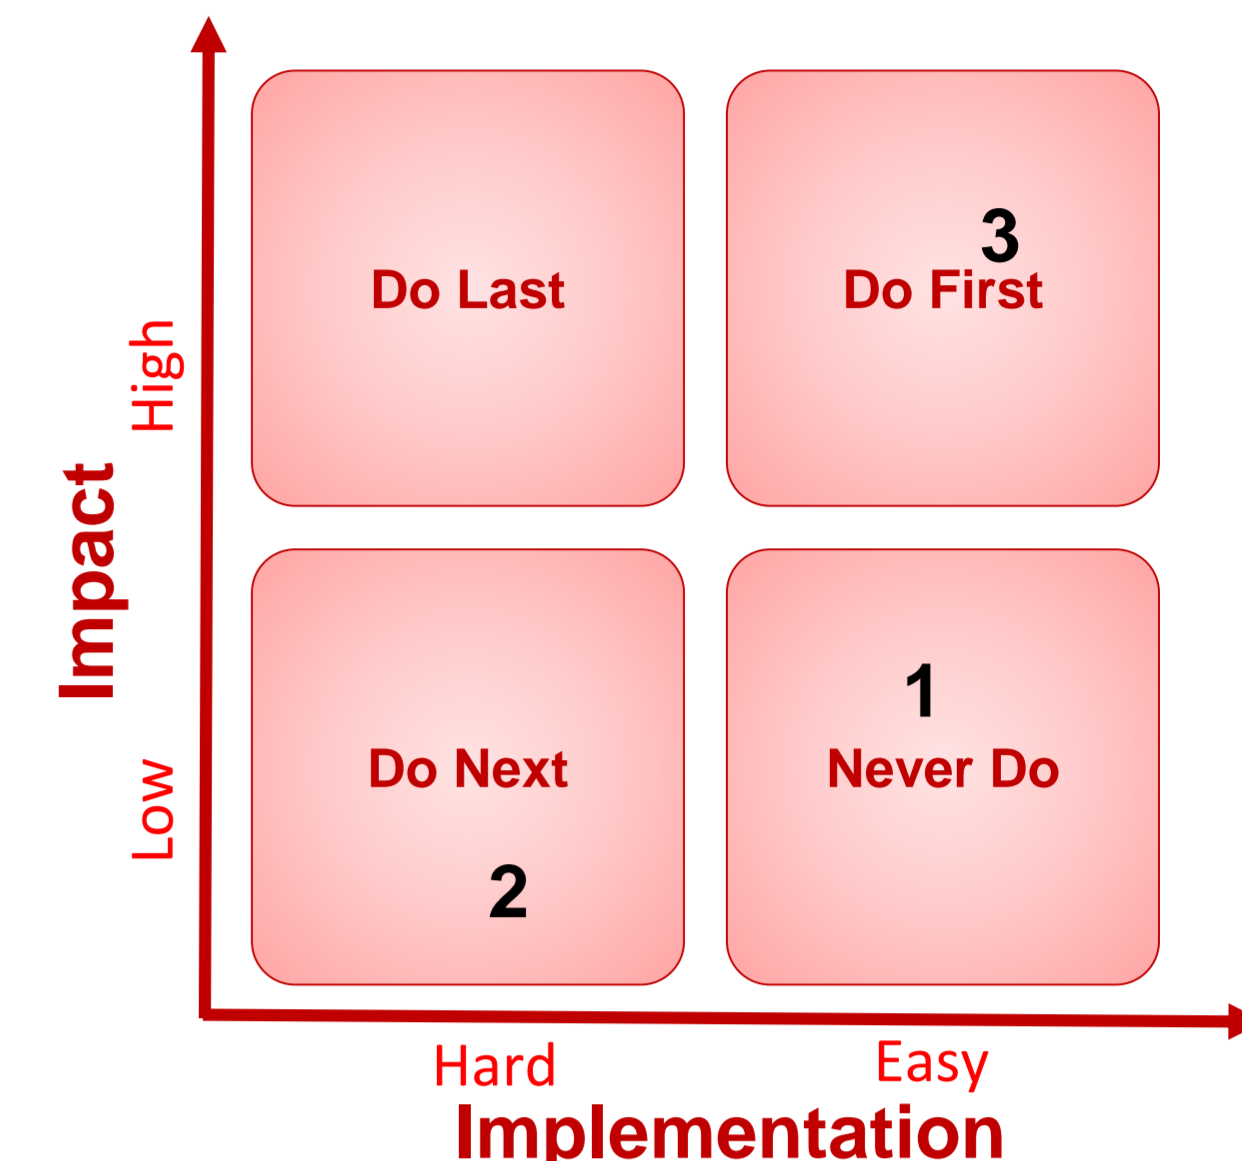 3
Do Last
Do First
High
Impact
1
Do Next
Never Do
Low
2
Hard
Easy
Implementation